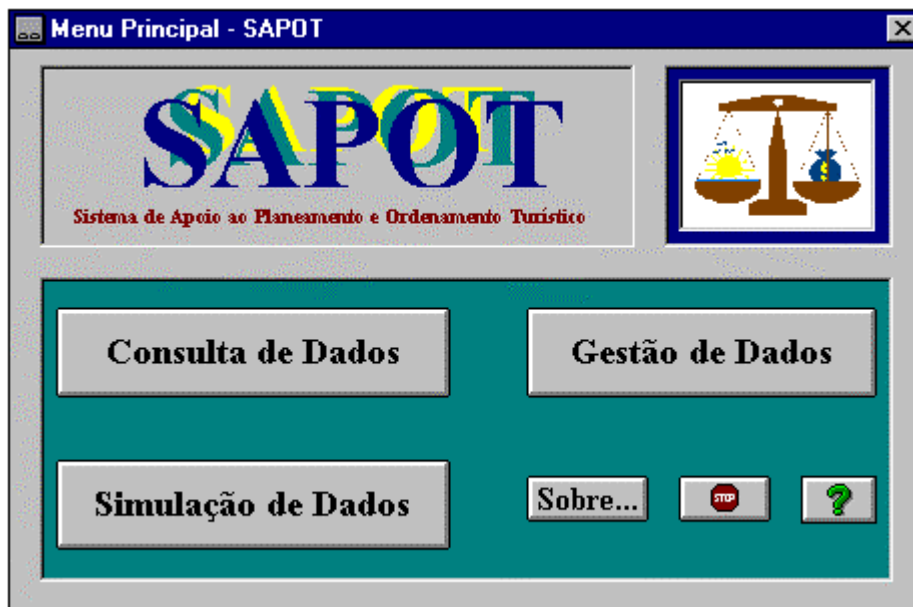 Menu Principal - SAPOT
SAPOT
Sistema de Apoio ao Planeamento e Ordenamento Turístico
$
Consulta de Dados
Gestão de Dados
Simulação de Dados
Sobre...
STOP
?